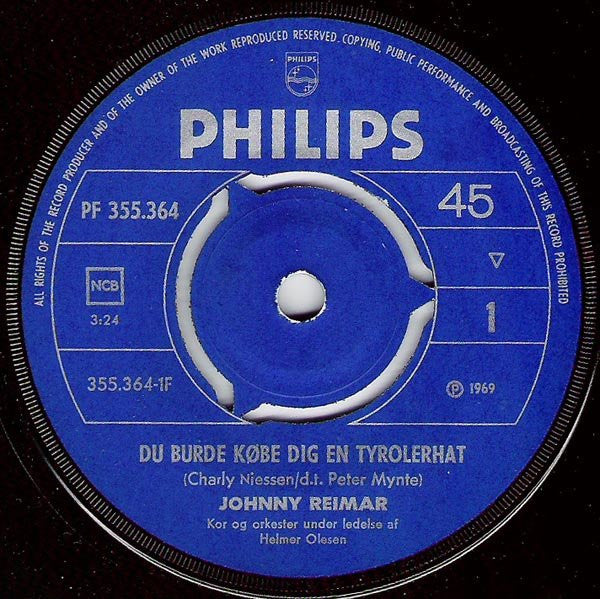 ALL RIGHTS OF THE RECORD PRODUCER AND OF THE OWNER OF THE WORK REPRODUCED RESERVED. COPYING, PUBLIC PERFORMANCE AND BROADCASTING OF THIS RECORD PROHIBITED
PHILIPS
PHILIPS
PF 355.364
45
NCB
3:24
1
355.364-1F
Ⓟ 1969
DU BURDE KØBE DIG EN TYROLERHAT
(Charly Niessen/d.t. Peter Mynte)
JOHNNY REIMAR
Kor og orkester under ledelse af
Helmer Olesen